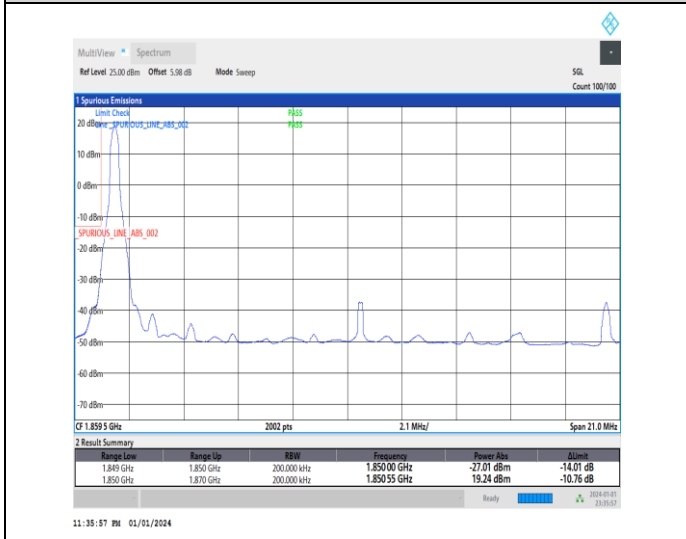 MultiView Spectrum
Ref Level 25.00 dBm Offset 5.98 dB Mode Sweep SGL
Count 100/100
1 Spurious Emissions
Limit Check PASS
20 dBm Line _SPURIOUS_LINE_ABS_002 PASS
10 dBm
0 dBm
-10 dBm
_SPURIOUS_LINE_ABS_002
-20 dBm
-30 dBm
-40 dBm
-50 dBm
-60 dBm
-70 dBm
CF 1.859 5 GHz 2002 pts 2.1 MHz/ Span 21.0 MHz
2 Result Summary
Range Low Range Up RBW Frequency Power Abs ΔLimit
1.849 GHz 1.850 GHz 200.000 kHz 1.850 00 GHz -27.01 dBm -14.01 dB
1.850 GHz 1.870 GHz 200.000 kHz 1.850 55 GHz 19.24 dBm -10.76 dB
Ready 2024-01-01
23:35:57
11:35:57 PM 01/01/2024